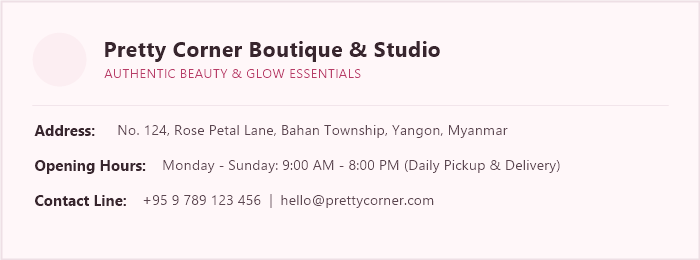 Pretty Corner Boutique & Studio
AUTHENTIC BEAUTY & GLOW ESSENTIALS
Address: No. 124, Rose Petal Lane, Bahan Township, Yangon, Myanmar
Opening Hours: Monday - Sunday: 9:00 AM - 8:00 PM (Daily Pickup & Delivery)
Contact Line: +95 9 789 123 456 | hello@prettycorner.com